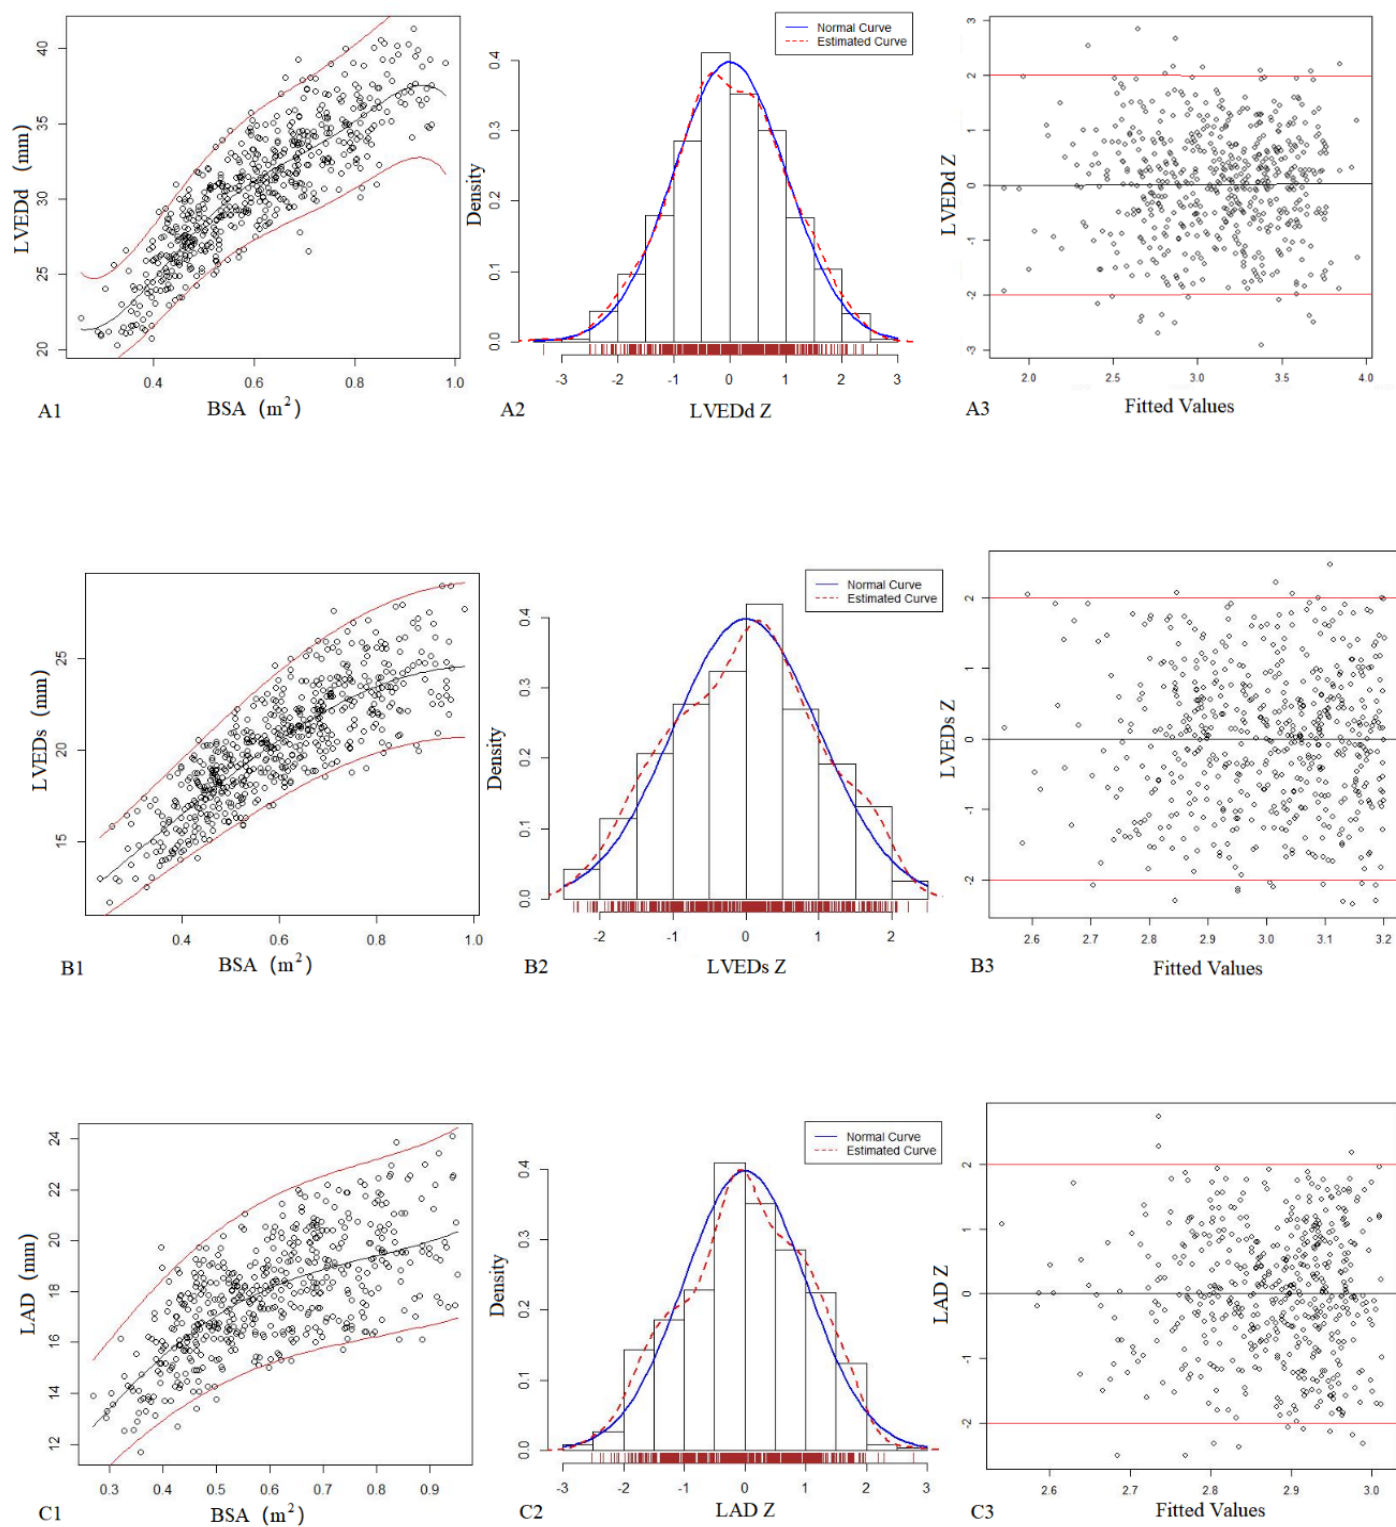 Normal Curve
Estimated Curve
LVEDd (mm)
40
35
30
25
20
0.4 0.6 0.8 1.0
A1 BSA (m²)
Density
0.4
0.3
0.2
0.1
0.0
-3 -2 -1 0 1 2 3
A2 LVEDd Z
LVEDd Z
3
2
1
0
-1
-2
-3
2.0 2.5 3.0 3.5 4.0
A3 Fitted Values
Normal Curve
Estimated Curve
LVEDs (mm)
25
20
15
0.4 0.6 0.8 1.0
B1 BSA (m²)
Density
0.4
0.3
0.2
0.1
0.0
-2 -1 0 1 2
B2 LVEDs Z
LVEDs Z
2
1
0
-1
-2
2.6 2.7 2.8 2.9 3.0 3.1 3.2
B3 Fitted Values
Normal Curve
Estimated Curve
LAD (mm)
24
22
20
18
16
14
12
0.3 0.4 0.5 0.6 0.7 0.8 0.9
C1 BSA (m²)
Density
0.4
0.3
0.2
0.1
0.0
-3 -2 -1 0 1 2 3
C2 LAD Z
LAD Z
2
1
0
-1
-2
2.6 2.7 2.8 2.9 3.0
C3 Fitted Values